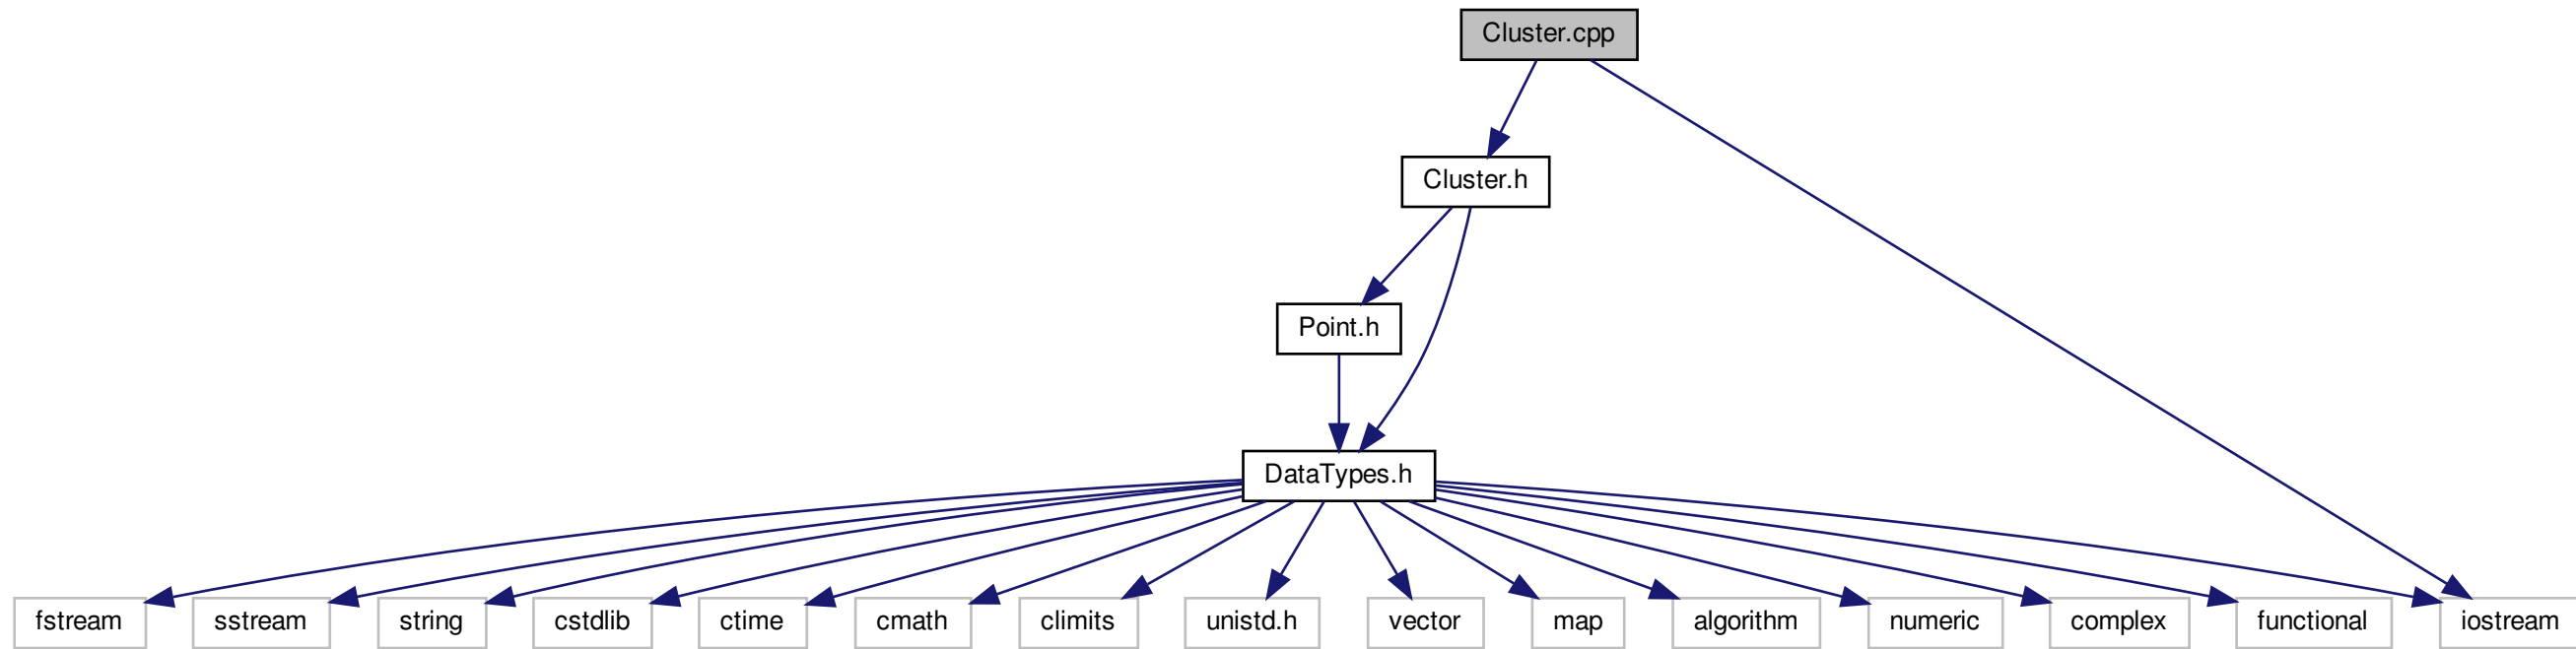 Cluster.cpp
Cluster.h
Point.h
DataTypes.h
fstream
sstream
string
cstdlib
ctime
cmath
climits
unistd.h
vector
map
algorithm
numeric
complex
functional
iostream